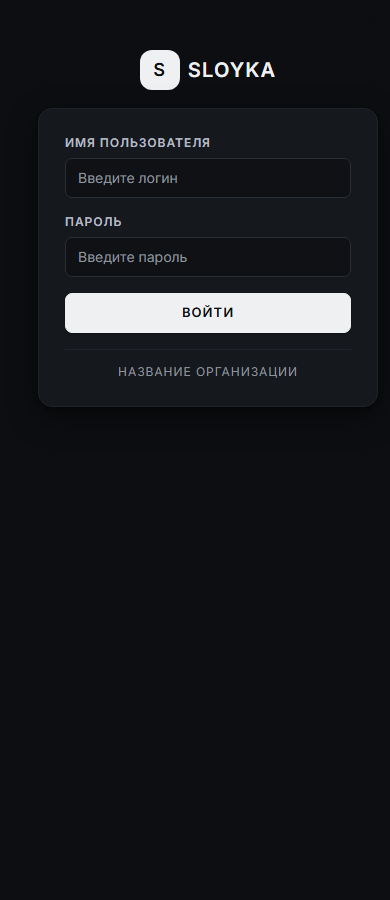 S SLOYKA
ИМЯ ПОЛЬЗОВАТЕЛЯ
Введите логин
ПАРОЛЬ
Введите пароль
ВОЙТИ
НАЗВАНИЕ ОРГАНИЗАЦИИ